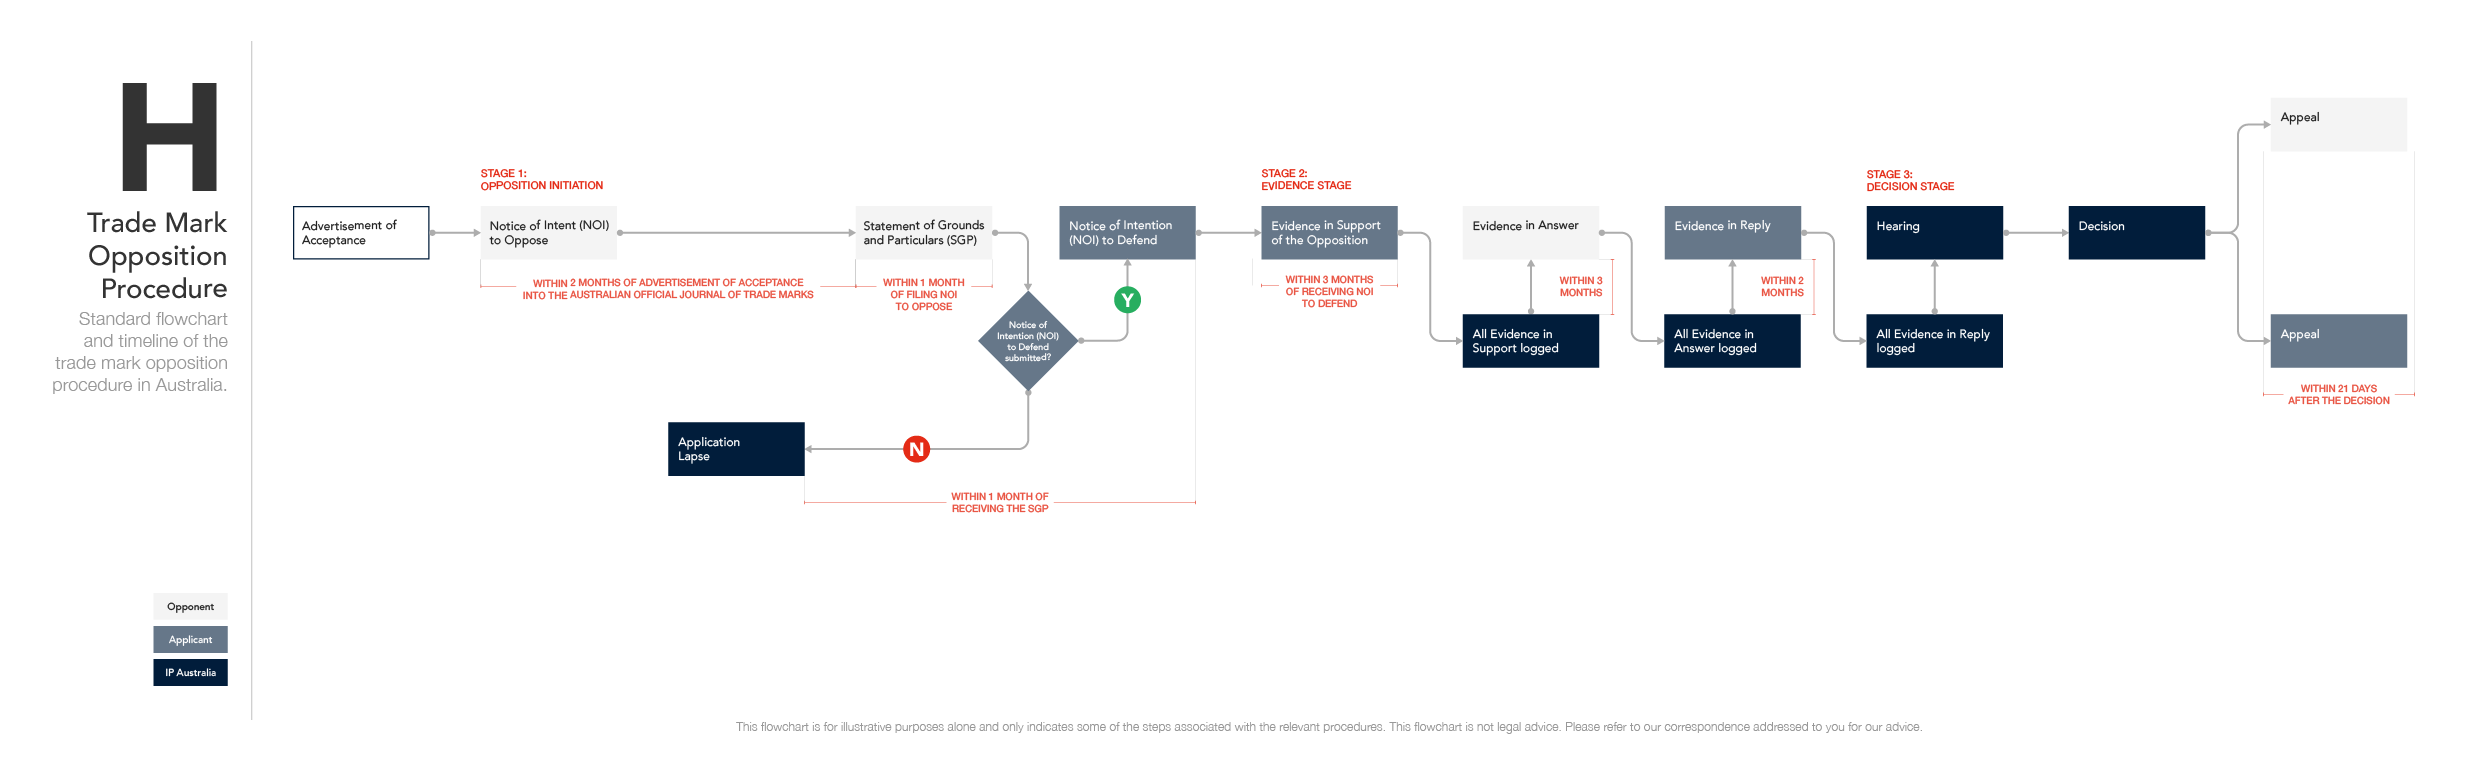 H
Trade Mark
Opposition
Procedure
Standard flowchart
and timeline of the
trade mark opposition
procedure in Australia.
Opponent
Applicant
IP Australia
Advertisement of
Acceptance
STAGE 1:
OPPOSITION INITIATION
Notice of Intent (NOI)
to Oppose
WITHIN 2 MONTHS OF ADVERTISEMENT OF ACCEPTANCE
INTO THE AUSTRALIAN OFFICIAL JOURNAL OF TRADE MARKS
Statement of Grounds
and Particulars (SGP)
WITHIN 1 MONTH
OF FILING NOI
TO OPPOSE
Notice of
Intention (NOI)
to Defend
submitted?
Y
Notice of Intention
(NOI) to Defend
N
Application
Lapse
WITHIN 1 MONTH OF
RECEIVING THE SGP
STAGE 2:
EVIDENCE STAGE
Evidence in Support
of the Opposition
WITHIN 3 MONTHS
OF RECEIVING NOI
TO DEFEND
All Evidence in
Support logged
Evidence in Answer
WITHIN 3
MONTHS
All Evidence in
Answer logged
Evidence in Reply
WITHIN 2
MONTHS
All Evidence in Reply
logged
STAGE 3:
DECISION STAGE
Hearing
Decision
Appeal
Appeal
WITHIN 21 DAYS
AFTER THE DECISION
This flowchart is for illustrative purposes alone and only indicates some of the steps associated with the relevant procedures. This flowchart is not legal advice. Please refer to our correspondence addressed to you for our advice.